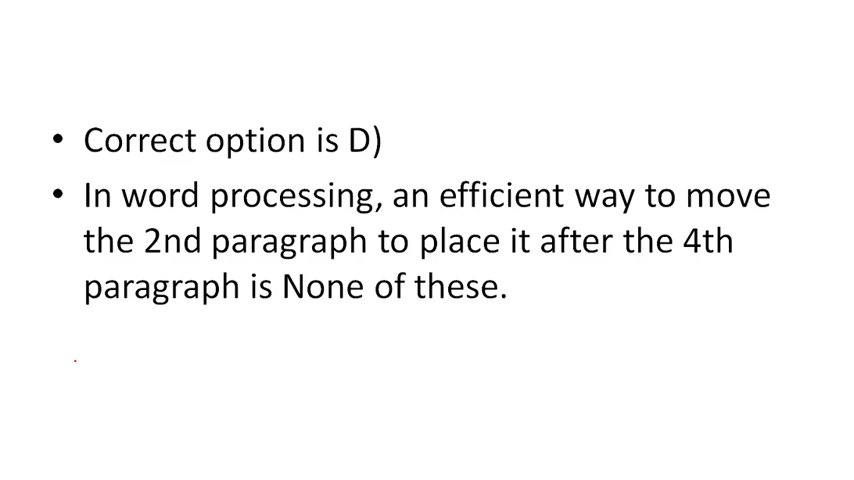 • Correct option is D)
• In word processing, an efficient way to move
the 2nd paragraph to place it after the 4th
paragraph is None of these.